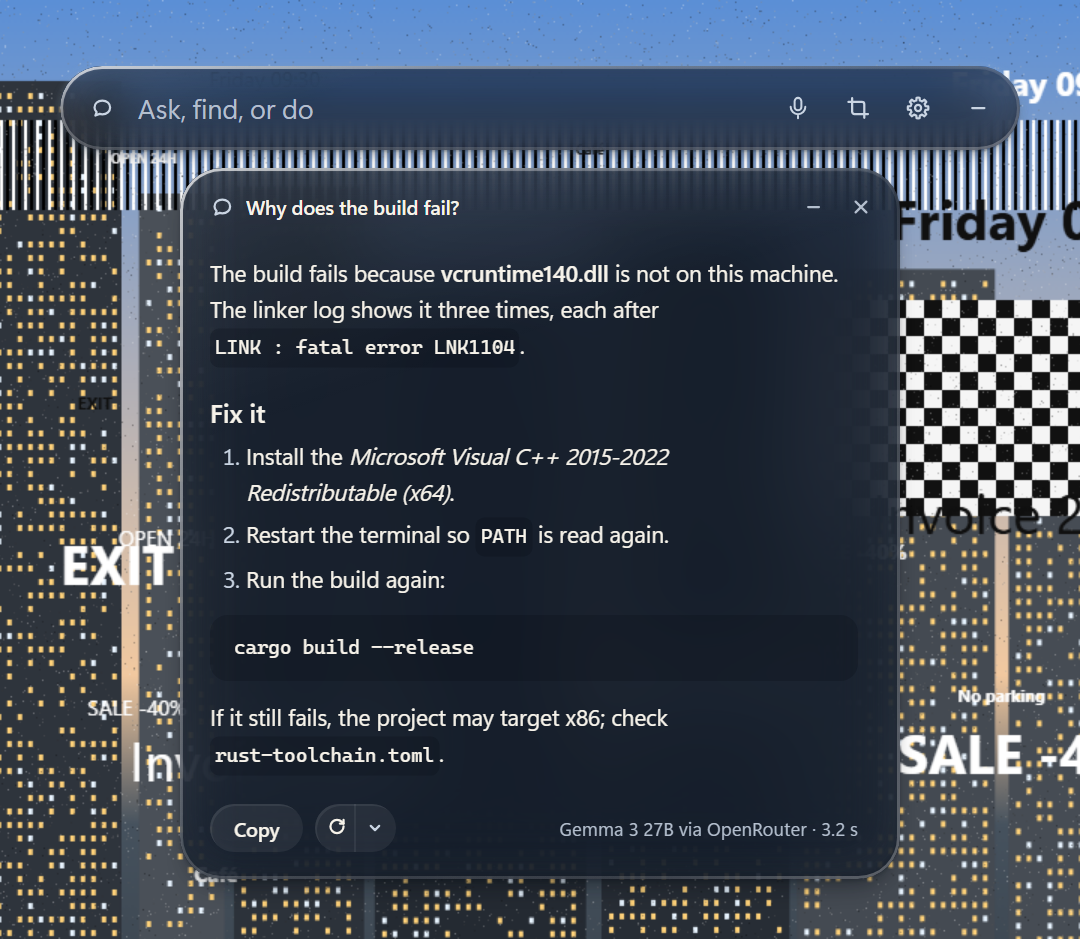 Ask, find, or do
ay 09
OPEN 24H
Why does the build fail?
Friday 0
The build fails because vcruntime140.dll is not on this machine.
The linker log shows it three times, each after
LINK : fatal error LNK1104.
Fix it
EXIT
1. Install the Microsoft Visual C++ 2015-2022
Redistributable (x64).
nvoice 2
2. Restart the terminal so PATH is read again.
OPEN 24H
EXIT
3. Run the build again:
cargo build --release
No parking
SALE -40%
If it still fails, the project may target x86; check
rust-toolchain.toml.
Inv
SALE -4
Copy
Gemma 3 27B via OpenRouter · 3.2 s